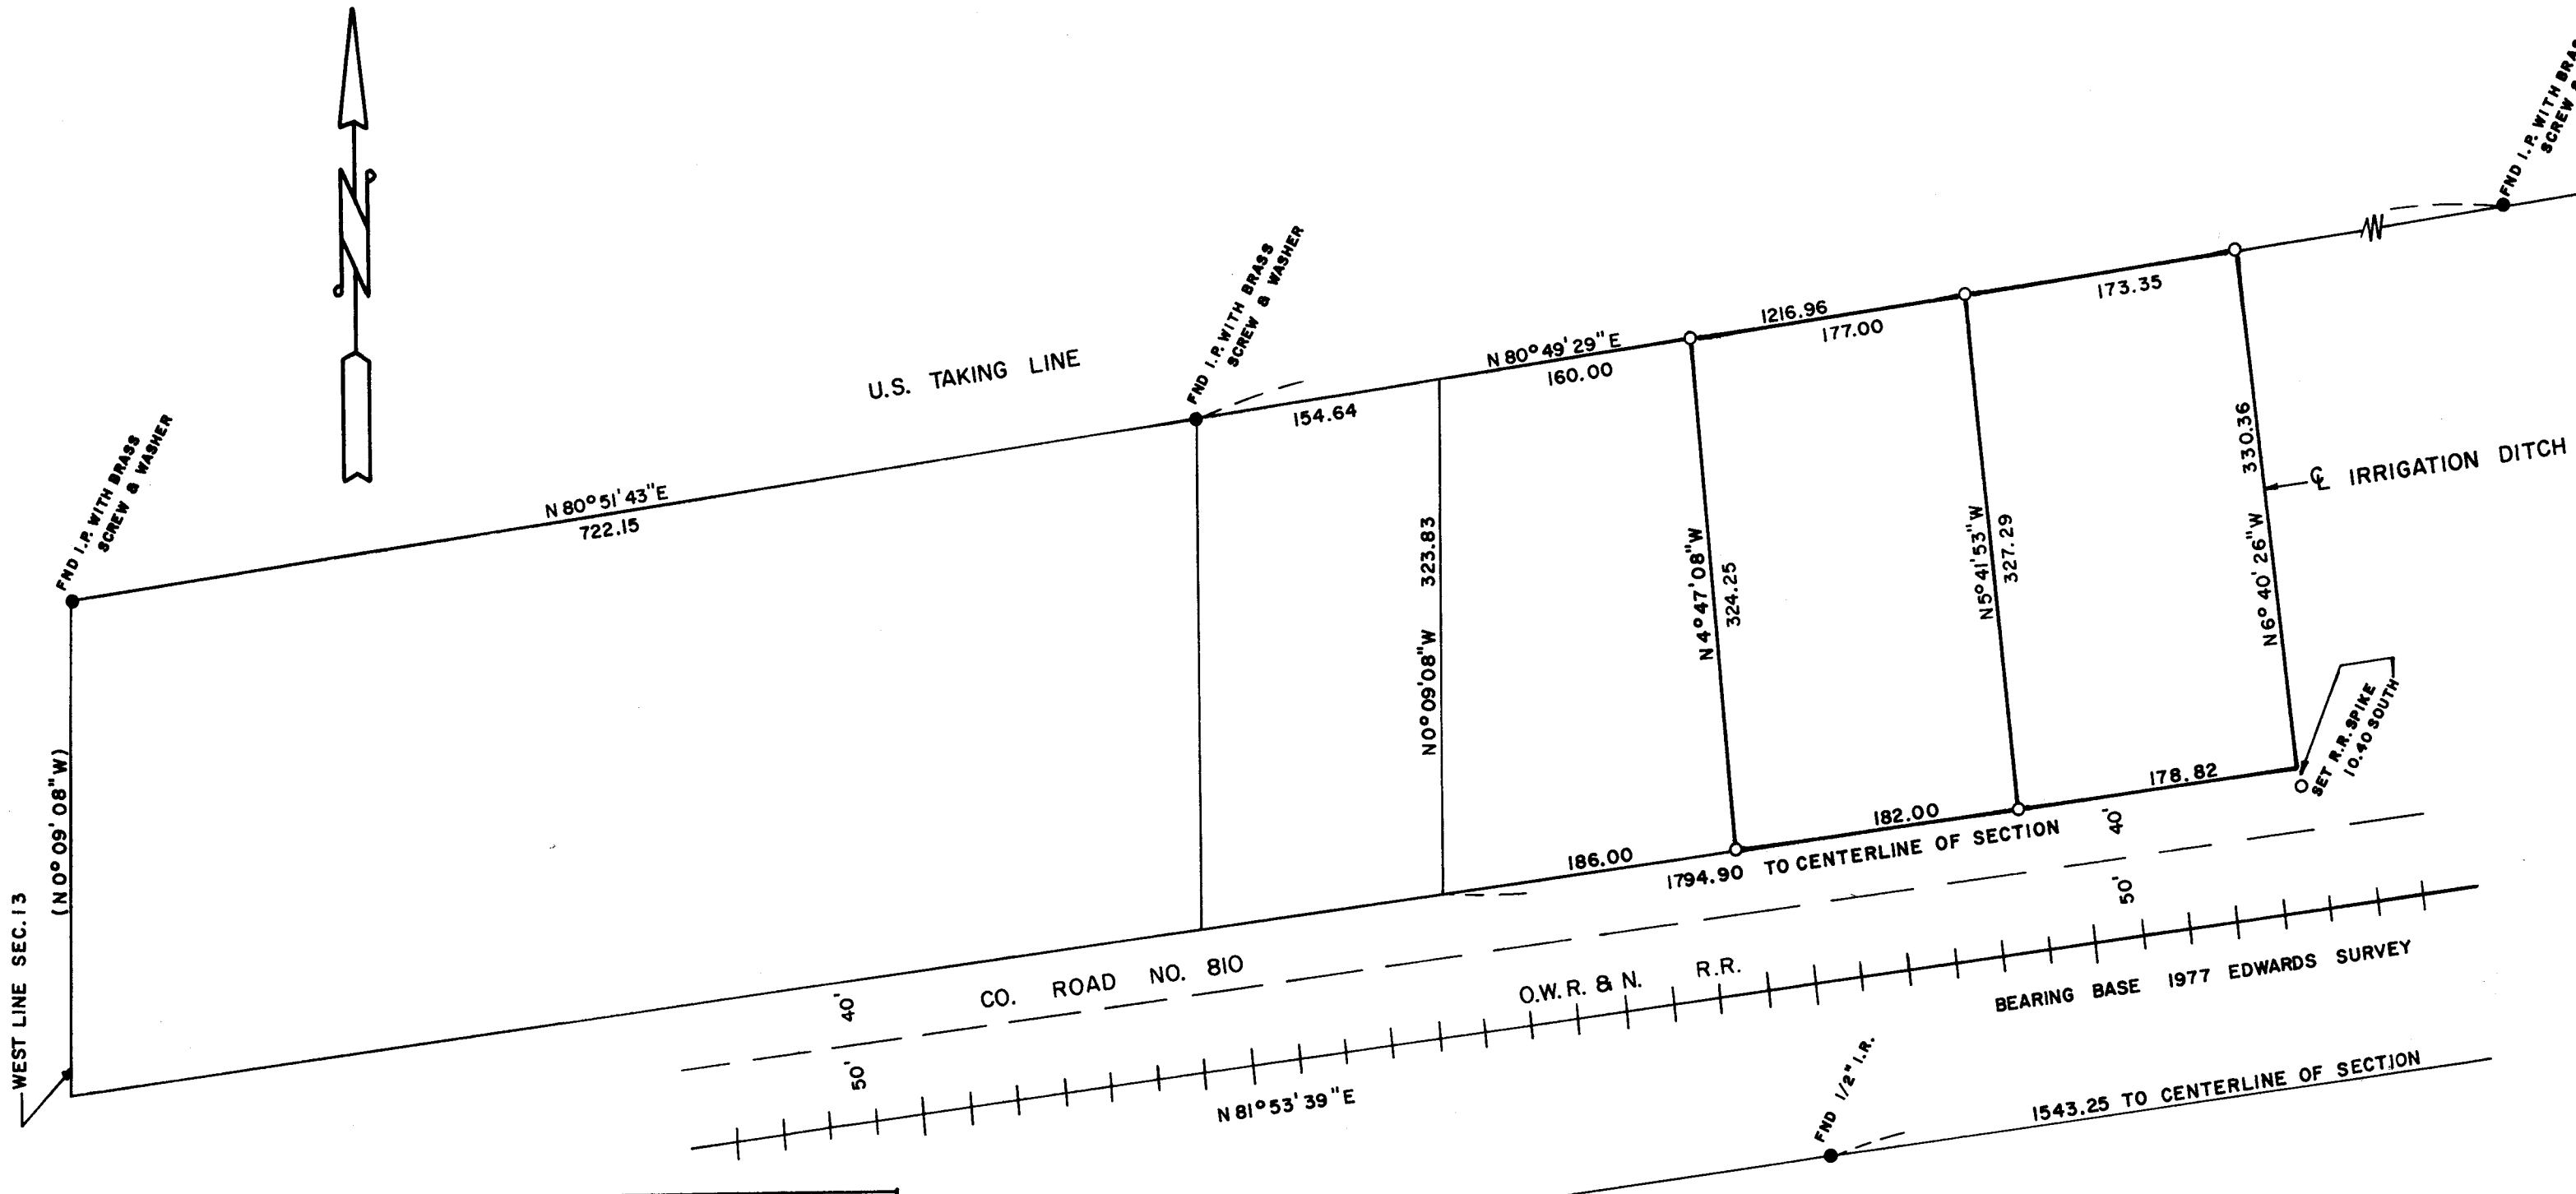 N
FND I.P. WITH BRASS
SCREW & WASHER
FND I.P. WITH BRASS
SCREW & WASHER
FND I.P. WITH BRAS
SCREW &
U.S. TAKING LINE
N 80° 51' 43" E
722.15
154.64
N 80° 49' 29" E
160.00
1216.96
177.00
173.35
(N 0° 09' 08" W)
WEST LINE SEC. 13
N 0° 09' 08" W 323.83
N 4° 47' 08" W
324.25
N 5° 41' 53" W
327.29
330.36
N 6° 40' 26" W
℄ IRRIGATION DITCH
SET R.R. SPIKE
10.40 SOUTH
186.00
182.00
178.82
1794.90 TO CENTERLINE OF SECTION
40'
50'
CO. ROAD NO. 810
40'
50'
O.W.R. & N. R.R.
N 81° 53' 39" E
BEARING BASE 1977 EDWARDS SURVEY
FND 1/2" I.R.
1543.25 TO CENTERLINE OF SECTION